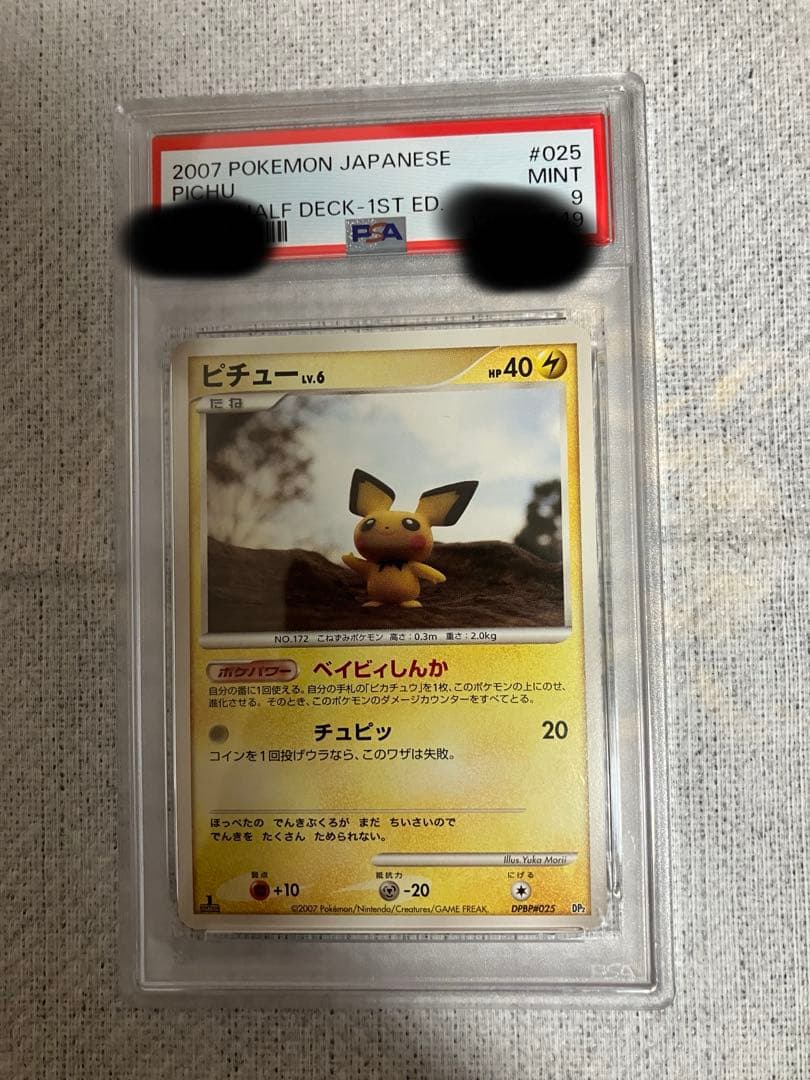 2007 POKEMON JAPANESE #025
PICHU MINT
HALF DECK-1ST ED. 9
PSA
ピチュー LV.6 HP40
たね
NO.172 こねずみポケモン 高さ:0.3m 重さ:2.0kg
ポケパワー ベイビィしんか
自分の番に1回使える。自分の手札の「ピカチュウ」を1枚、このポケモンの上にのせ、
進化させる。そのとき、このポケモンのダメージカウンターをすべてとる。
チュピッ 20
コインを1回投げウラなら、このワザは失敗。
ほっぺたの でんきぶくろが まだ ちいさいので
でんきを たくさん ためられない。
Illus. Yuka Morii
弱点 抵抗力 にげる
+10 -20
1 EDITION ©2007 Pokémon/Nintendo/Creatures/GAME FREAK. DPBP#025 DP2
PSA